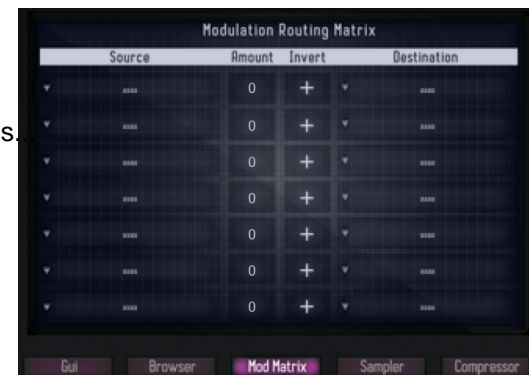 Modulation Routing Matrix
Source Amount Invert Destination
0 +
s...
0 +
0 +
0 +
0 +
0 +
0 +
Gui Browser Mod Matrix Sampler Compressor